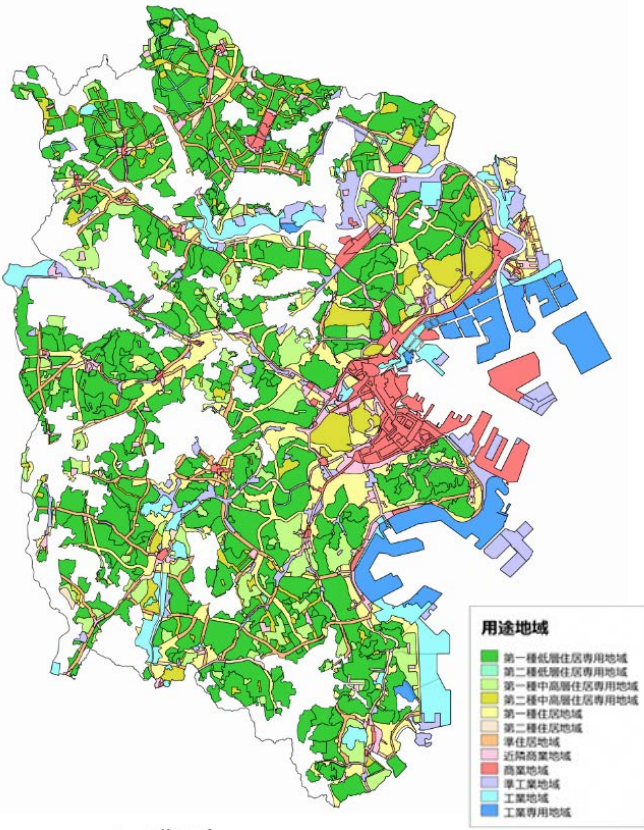 用途地域
第一種低層住居専用地域
第二種低層住居専用地域
第一種中高層住居専用地域
第二種中高層住居専用地域
第一種住居地域
第二種住居地域
準住居地域
近隣商業地域
商業地域
準工業地域
工業地域
工業専用地域